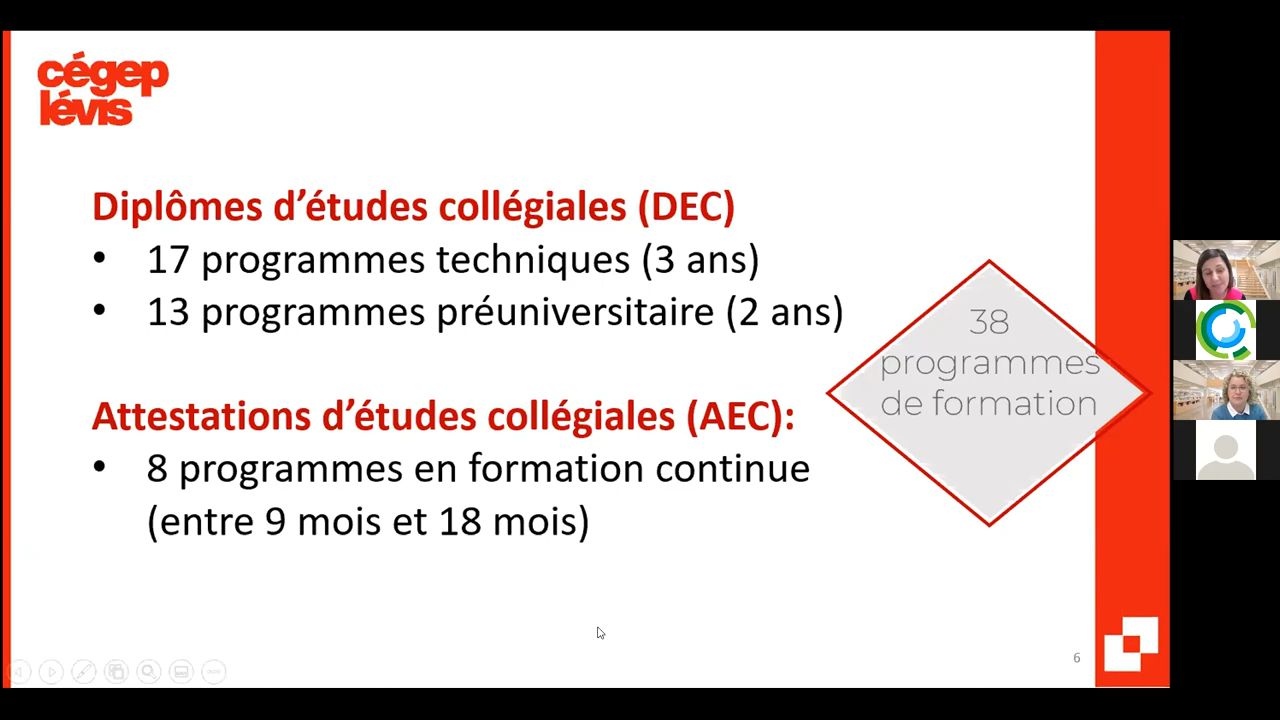 cégep
lévis
Diplômes d’études collégiales (DEC)
• 17 programmes techniques (3 ans)
• 13 programmes préuniversitaire (2 ans)
38
programmes
de formation
Attestations d’études collégiales (AEC):
• 8 programmes en formation continue
(entre 9 mois et 18 mois)
6